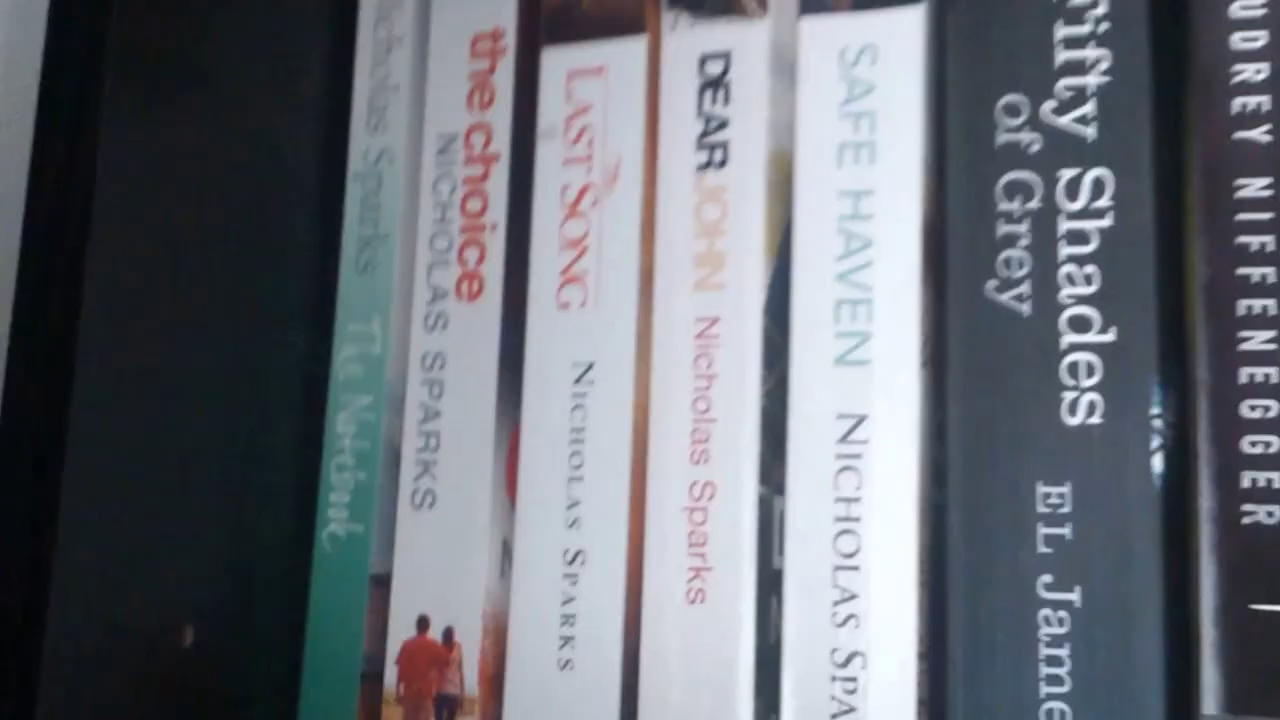 Nicholas Sparks The Notebook
the choice
NICHOLAS SPARKS
The
LAST SONG NICHOLAS SPARKS
DEAR JOHN Nicholas Sparks
SAFE HAVEN NICHOLAS SPA
Fifty Shades
of Grey
EL Jame
UDREY NIFFENEGGER